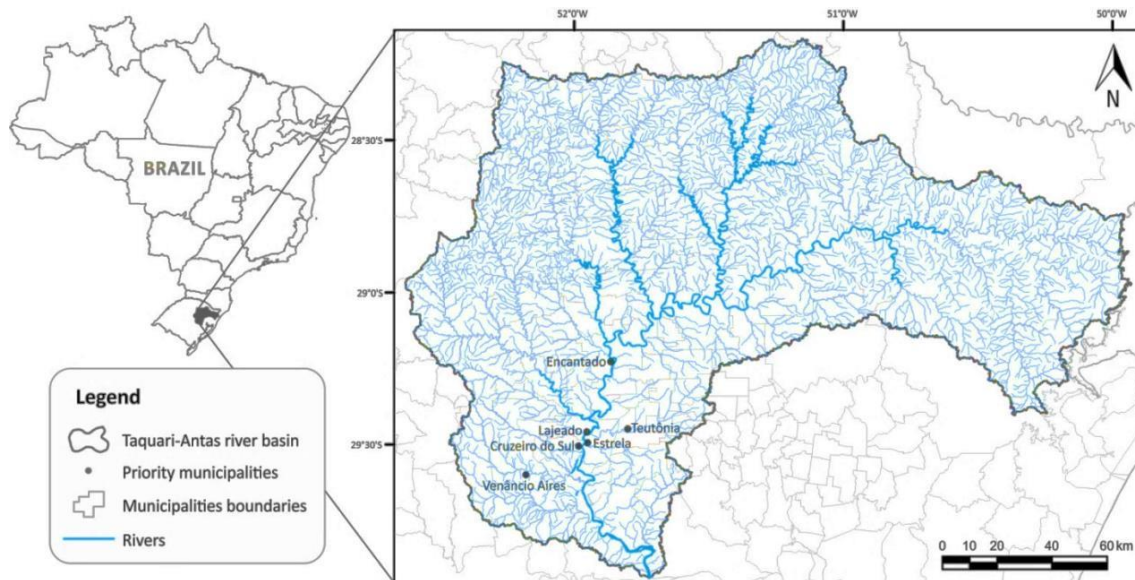 52°0'W 51°0'W 50°0'W
N
28°30'S
BRAZIL
29°0'S
Encantado
Lajeado
Teutônia
Cruzeiro do Sul
Estrela
29°30'S
Venâncio Aires
Legend
Taquari-Antas river basin
Priority municipalities
Municipalities boundaries
Rivers
0 10 20 40 60 km